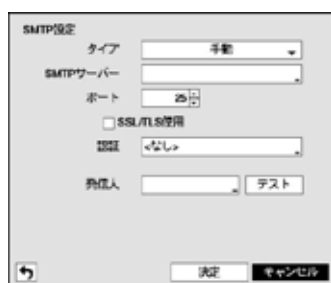 SMTP設定
タイプ 手動
SMTPサーバー
ポート 25
SSL/TLS使用
認証 <なし>
発信人 テスト
決定 キャンセル